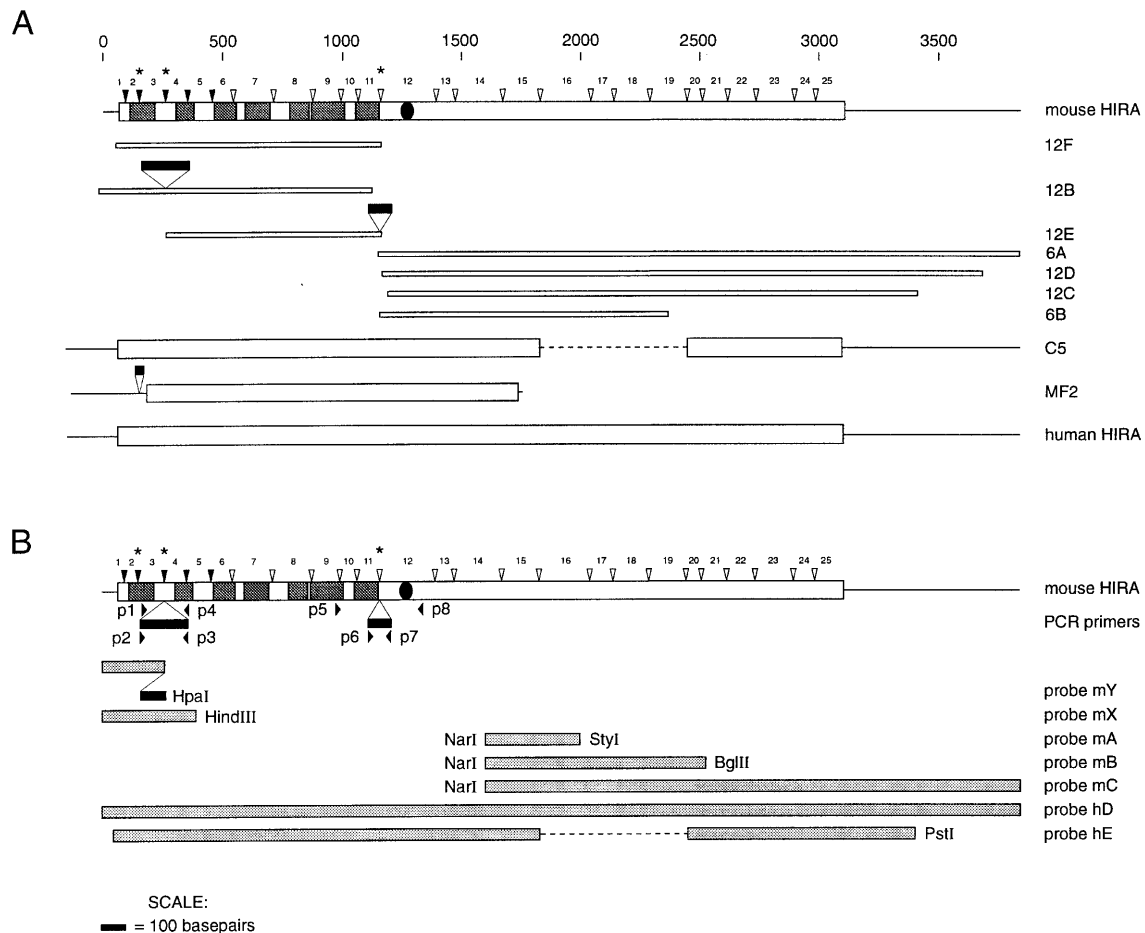 A
0 500 1000 1500 2000 2500 3000 3500
* * *
1 2 3 4 5 6 7 8 9 10 11 12 13 14 15 16 17 18 19 20 21 22 23 24 25
mouse HIRA
12F
12B
12E
6A
12D
12C
6B
C5
MF2
human HIRA
B
* * *
1 2 3 4 5 6 7 8 9 10 11 12 13 14 15 16 17 18 19 20 21 22 23 24 25
mouse HIRA
p1 p4 p5 p8
PCR primers
p2 p3 p6 p7
HpaI probe mY
HindIII probe mX
NarI StyI probe mA
NarI BglII probe mB
NarI probe mC
probe hD
PstI probe hE
SCALE:
= 100 basepairs